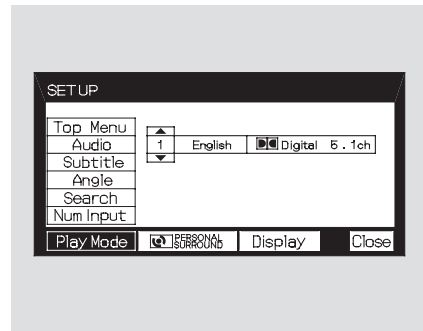 SETUP
Top Menu
Audio
Subtitle
Angle
Search
Num Input
1 English Digital 5.1ch
Play Mode PERSONAL SURROUND Display Close